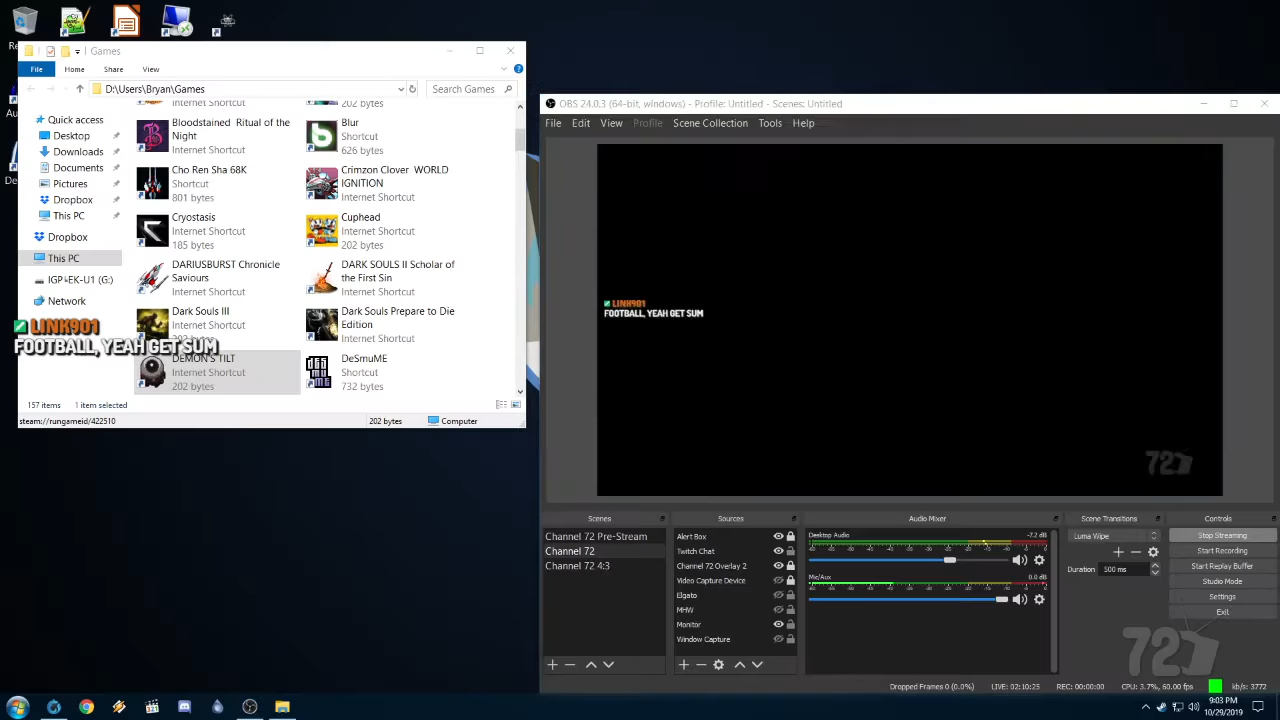 Games
File
Home
Share
View
D:\Users\Bryan\Games
Search Games
Quick access
Desktop
Downloads
Documents
Pictures
Dropbox
This PC
Dropbox
This PC
IGP-EK-U1 (G:)
Network
LINK901
FOOTBALL, YEAH GET SUM
Internet Shortcut
202 bytes
Bloodstained Ritual of the
Night
Internet Shortcut
Blur
Shortcut
626 bytes
Cho Ren Sha 68K
Shortcut
801 bytes
Crimzon Clover WORLD
IGNITION
Internet Shortcut
Cryostasis
Internet Shortcut
185 bytes
Cuphead
Internet Shortcut
202 bytes
DARIUSBURST Chronicle
Saviours
Internet Shortcut
DARK SOULS II Scholar of
the First Sin
Internet Shortcut
Dark Souls III
Internet Shortcut
Dark Souls Prepare to Die
Edition
Internet Shortcut
DEMON'S TILT
Internet Shortcut
202 bytes
DeSmuME
Shortcut
732 bytes
157 items
1 item selected
steam://rungameid/422510
202 bytes
Computer
OBS 24.0.3 (64-bit, windows) - Profile: Untitled - Scenes: Untitled
File
Edit
View
Profile
Scene Collection
Tools
Help
LINK901
FOOTBALL, YEAH GET SUM
72
Scenes
Channel 72 Pre-Stream
Channel 72
Channel 72 4:3
Sources
Alert Box
Twitch Chat
Channel 72 Overlay 2
Video Capture Device
Elgato
MHW
Monitor
Window Capture
Audio Mixer
Desktop Audio
-7.2 dB
Mic/Aux
0.0 dB
Scene Transitions
Luma Wipe
Duration
500 ms
Controls
Stop Streaming
Start Recording
Start Replay Buffer
Studio Mode
Settings
Exit
72
Dropped Frames 0 (0.0%)
LIVE: 02:10:25
REC: 00:00:00
CPU: 3.7%, 60.00 fps
kb/s: 3772
9:03 PM
10/29/2019